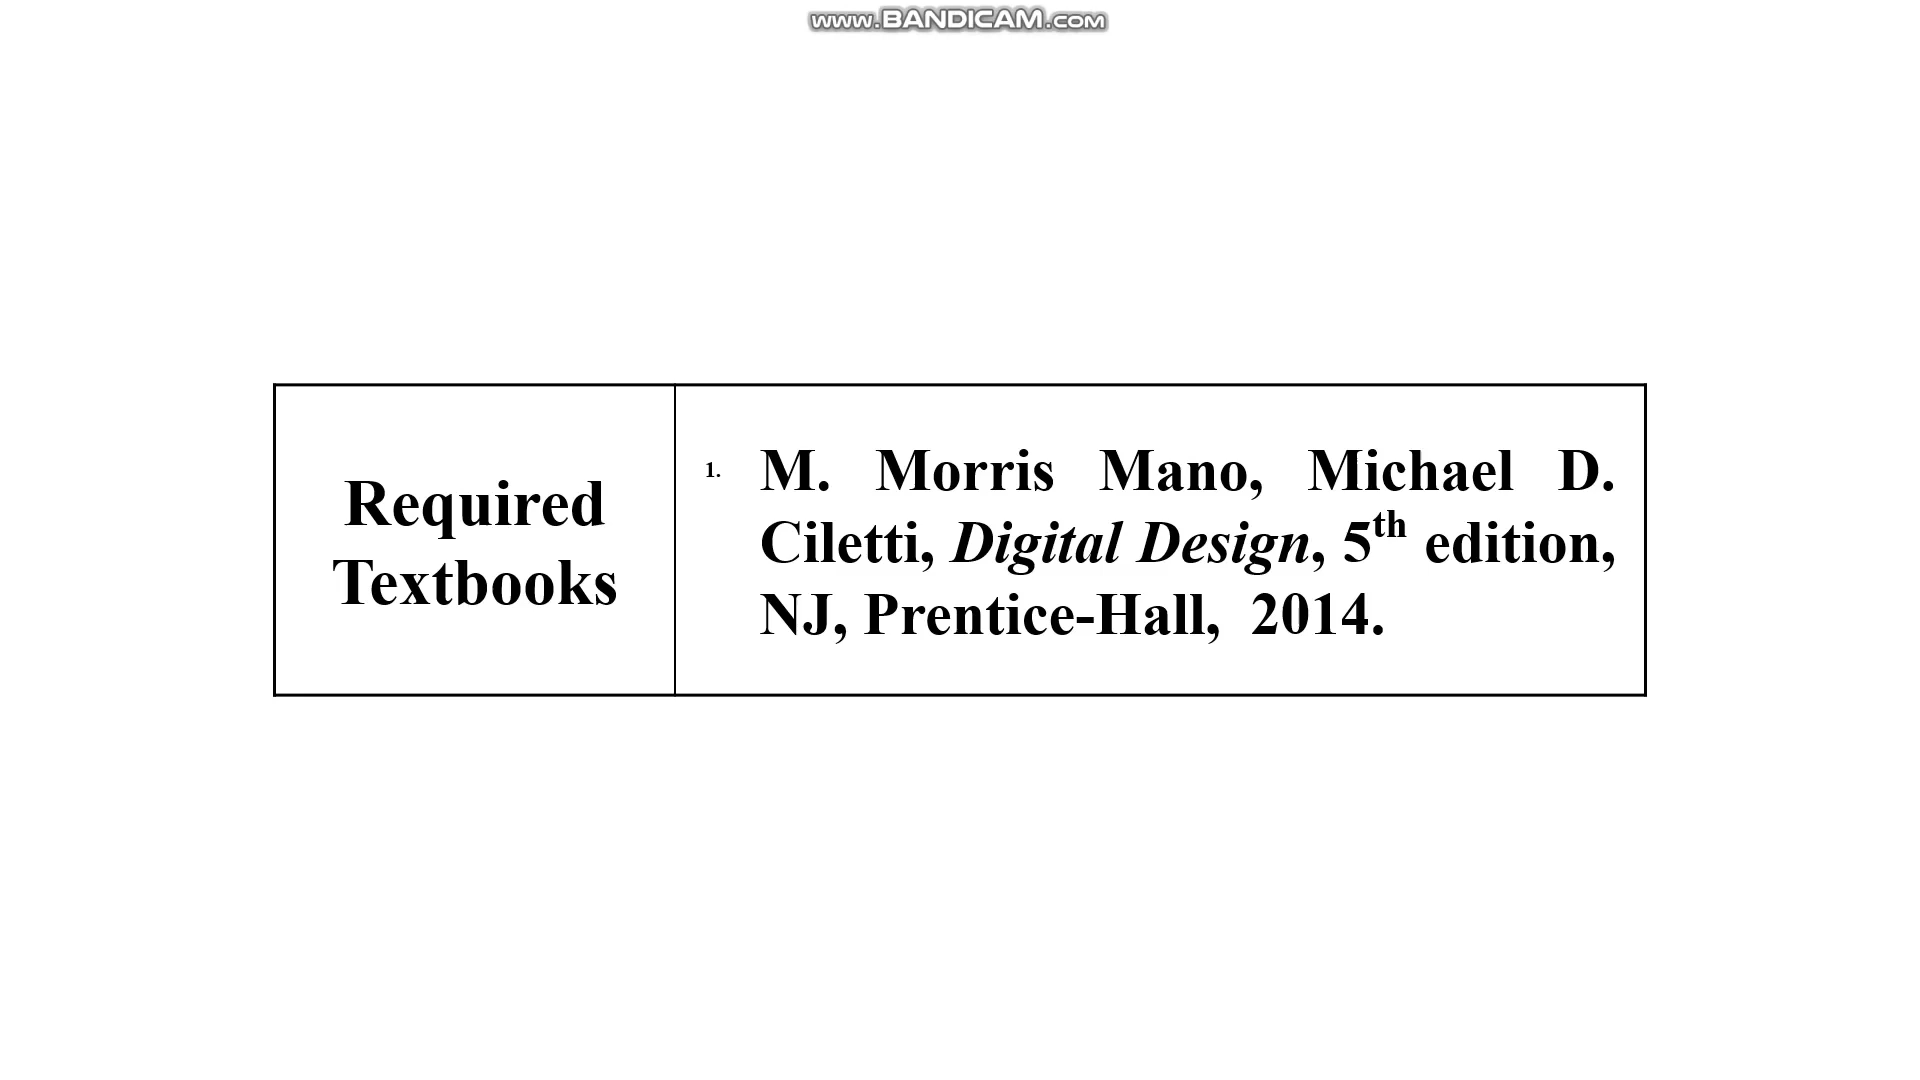 www.BANDICAM.com
Required
Textbooks
1. M. Morris Mano, Michael D.
Ciletti, Digital Design, 5th edition,
NJ, Prentice-Hall, 2014.